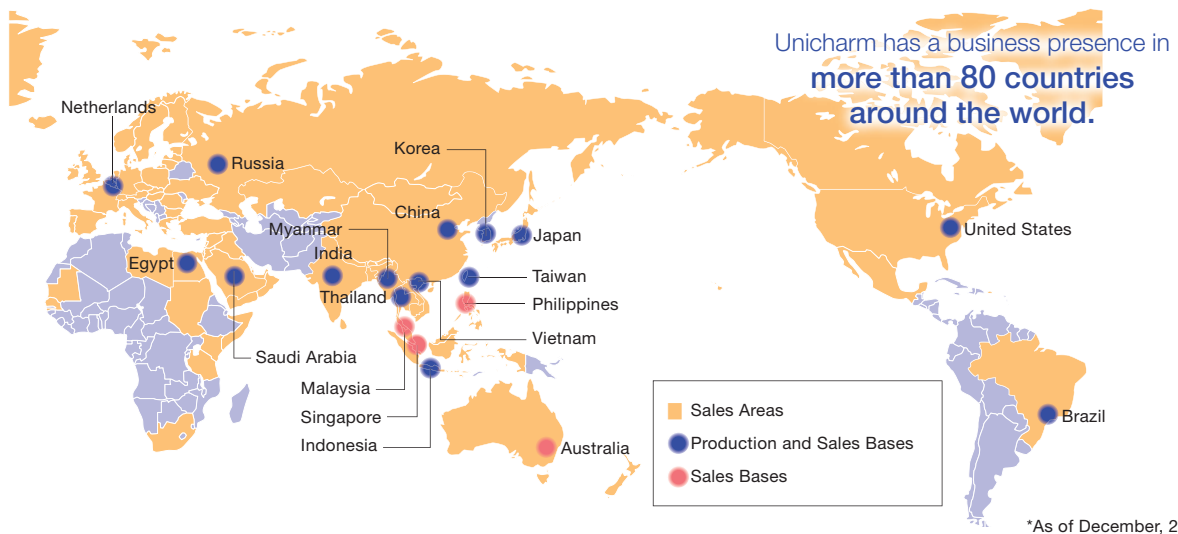 Unicharm has a business presence in
more than 80 countries
around the world.
Netherlands
Russia
Korea
China
Myanmar
India
Japan
Egypt
Taiwan
Thailand
Philippines
Vietnam
Saudi Arabia
Malaysia
Singapore
Indonesia
Australia
United States
Brazil
Sales Areas
Production and Sales Bases
Sales Bases
*As of December, 2